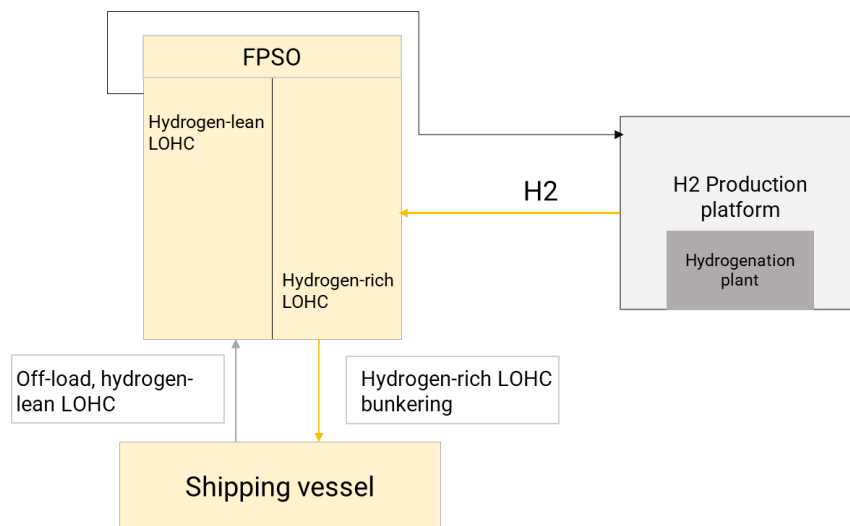 FPSO
Hydrogen-lean
LOHC
H2
H2 Production
platform
Hydrogenation
plant
Hydrogen-rich
LOHC
Off-load, hydrogen-
lean LOHC
Hydrogen-rich LOHC
bunkering
Shipping vessel